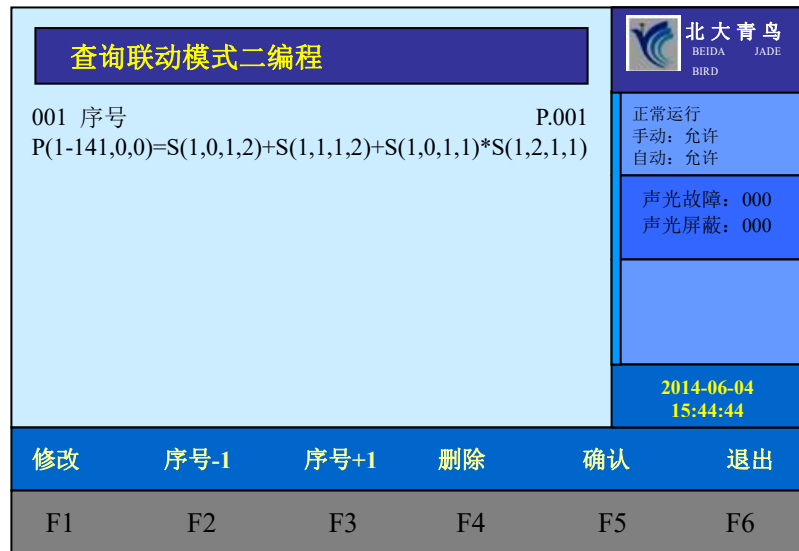 查询联动模式二编程
北大青鸟
BEIDA JADE
BIRD
001 序号 P.001
P(1-141,0,0)=S(1,0,1,2)+S(1,1,1,2)+S(1,0,1,1)*S(1,2,1,1)
正常运行
手动：允许
自动：允许
声光故障：000
声光屏蔽：000
2014-06-04
15:44:44
修改 序号-1 序号+1 删除 确认 退出
F1 F2 F3 F4 F5 F6